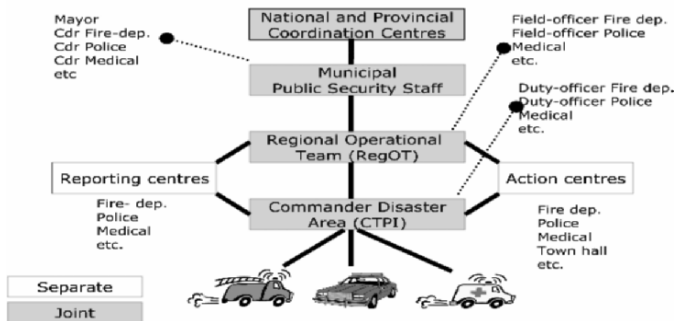 Mayor
Cdr Fire-dep.
Cdr Police
Cdr Medical
etc
National and Provincial
Coordination Centres
Field-officer Fire dep.
Field-officer Police
Medical
etc.
Municipal
Public Security Staff
Duty-officer Fire dep.
Duty-officer Police
Medical
etc.
Regional Operational
Team (RegOT)
Reporting centres
Action centres
Fire- dep.
Police
Medical
etc.
Commander Disaster
Area (CTPI)
Fire dep.
Police
Medical
Town hall
etc.
Separate
Joint